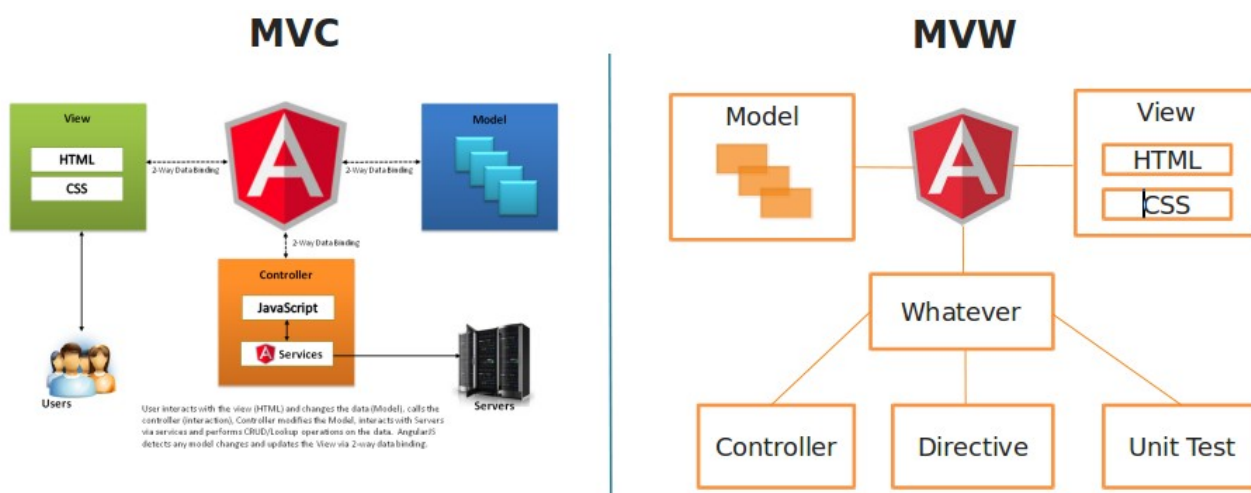 MVC
View
HTML
CSS
2-Way Data Binding
A
2-Way Data Binding
Model
2-Way Data Binding
Controller
JavaScript
A Services
Users
Servers
User interacts with the view (HTML) and changes the data (Model), calls the
controller (interaction), Controller modifies the Model, interacts with Servers
via services and performs CRUD/Lookup operations on the data. AngularJS
detects any model changes and updates the View via 2-way data binding.
MVW
Model
A
View
HTML
CSS
Whatever
Controller
Directive
Unit Test